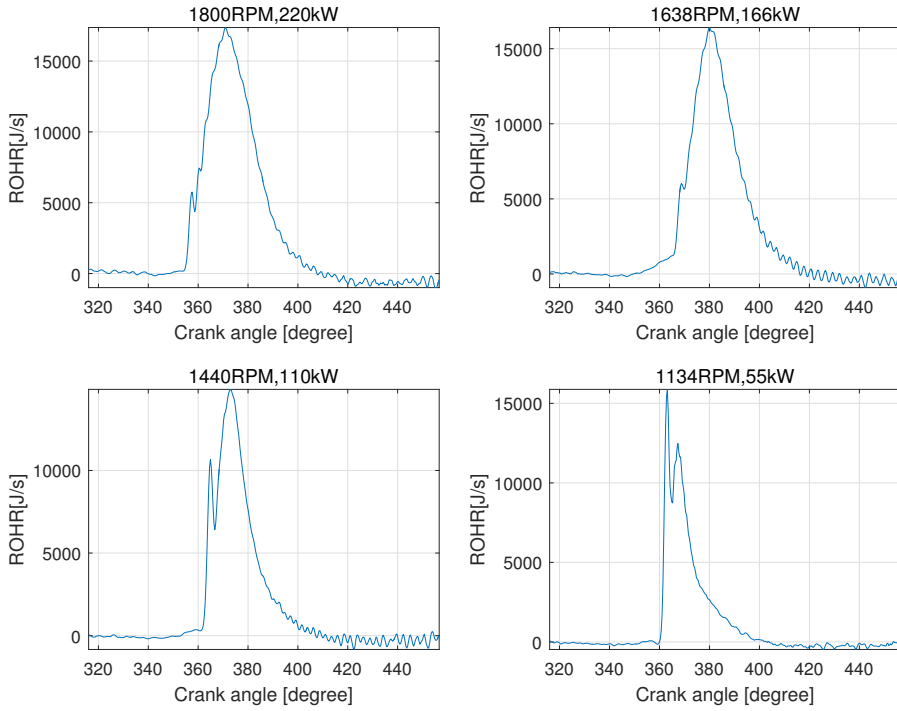 1800RPM,220kW
ROHR[J/s]
15000
10000
5000
0
320 340 360 380 400 420 440
Crank angle [degree]
1638RPM,166kW
ROHR[J/s]
15000
10000
5000
0
320 340 360 380 400 420 440
Crank angle [degree]
1440RPM,110kW
ROHR[J/s]
10000
5000
0
320 340 360 380 400 420 440
Crank angle [degree]
1134RPM,55kW
ROHR[J/s]
15000
10000
5000
0
320 340 360 380 400 420 440
Crank angle [degree]